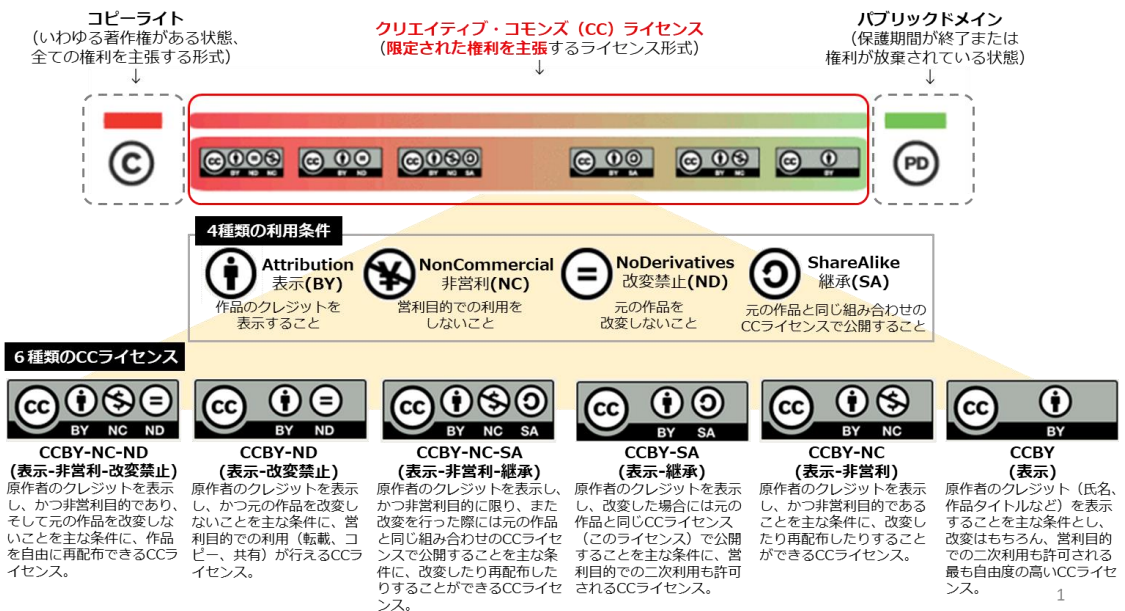 コピーライト
(いわゆる著作権がある状態、
全ての権利を主張する形式)
↓
クリエイティブ・コモンズ（CC）ライセンス
(限定された権利を主張するライセンス形式)
↓
パブリックドメイン
(保護期間が終了または
権利が放棄されている状態)
↓
C
cc BY ND NC
cc BY ND
cc BY NC SA
cc BY SA
cc BY NC
cc BY
PD
4種類の利用条件
Attribution
表示(BY)
作品のクレジットを
表示すること
NonCommercial
非営利(NC)
営利目的での利用を
しないこと
NoDerivatives
改変禁止(ND)
元の作品を
改変しないこと
ShareAlike
継承(SA)
元の作品と同じ組み合わせの
CCライセンスで公開すること
６種類のCCライセンス
cc BY NC ND
CCBY-NC-ND
(表示-非営利-改変禁止)
原作者のクレジットを表示
し、かつ非営利目的であり、
そして元の作品を改変しな
いことを主な条件に、作品
を自由に再配布できるCCラ
イセンス。
cc BY ND
CCBY-ND
(表示-改変禁止)
原作者のクレジットを表示
し、かつ元の作品を改変し
ないことを主な条件に、営
利目的での利用（転載、コ
ピー、共有）が行えるCCラ
イセンス。
cc BY NC SA
CCBY-NC-SA
(表示-非営利-継承)
原作者のクレジットを表示し、
かつ非営利目的に限り、また
改変を行った際には元の作品
と同じ組み合わせのCCライセ
ンスで公開することを主な条
件に、改変したり再配布した
りすることができるCCライセ
ンス。
cc BY SA
CCBY-SA
(表示-継承)
原作者のクレジットを表示
し、改変した場合には元の
作品と同じCCライセンス
（このライセンス）で公開
することを主な条件に、営
利目的での二次利用も許可
されるCCライセンス。
cc BY NC
CCBY-NC
(表示-非営利)
原作者のクレジットを表示
し、かつ非営利目的である
ことを主な条件に、改変し
たり再配布したりすること
ができるCCライセンス。
cc BY
CCBY
(表示)
原作者のクレジット（氏名、
作品タイトルなど）を表示
することを主な条件とし、
改変はもちろん、営利目的
での二次利用も許可される
最も自由度の高いCCライセ
ンス。
1